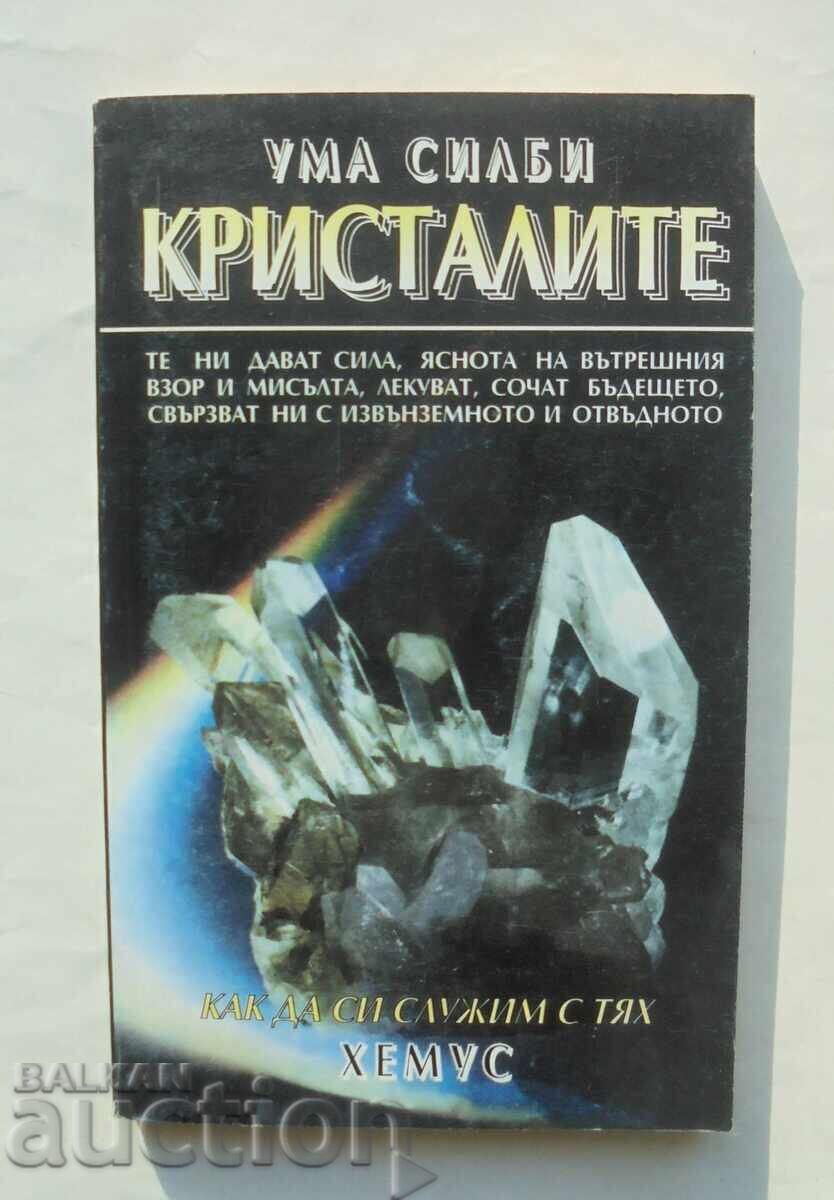 УМА СИЛБИ
КРИСТАЛИТЕ
ТЕ НИ ДАВАТ СИЛА, ЯСНОТА НА ВЪТРЕШНИЯ
ВЗОР И МИСЪЛТА, ЛЕКУВАТ, СОЧАТ БЪДЕЩЕТО,
СВЪРЗВАТ НИ С ИЗВЪНЗЕМНОТО И ОТВЪДНОТО
КАК ДА СИ СЛУЖИМ С ТЯХ
ХЕМУС
BALKAN
auction